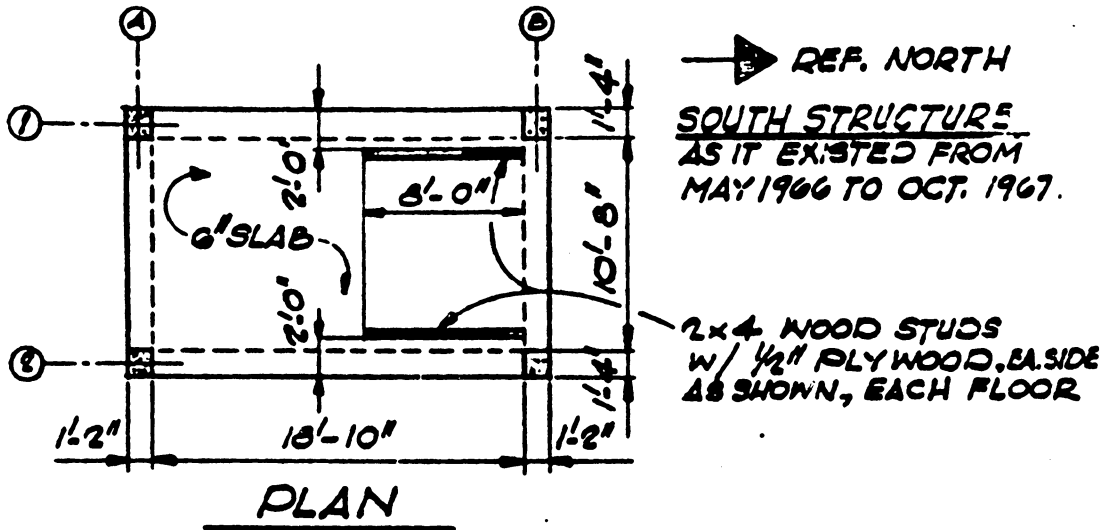 A
B
REF. NORTH
1
1'-4"
SOUTH STRUCTURE
AS IT EXISTED FROM
MAY 1966 TO OCT. 1967.
2'-0"
8'-0"
6" SLAB
10'-8"
2'-0"
2x4 WOOD STUDS
W/ 1/2" PLYWOOD, EA. SIDE
AS SHOWN, EACH FLOOR
2
1'-4"
1'-2"
18'-10"
1'-2"
PLAN